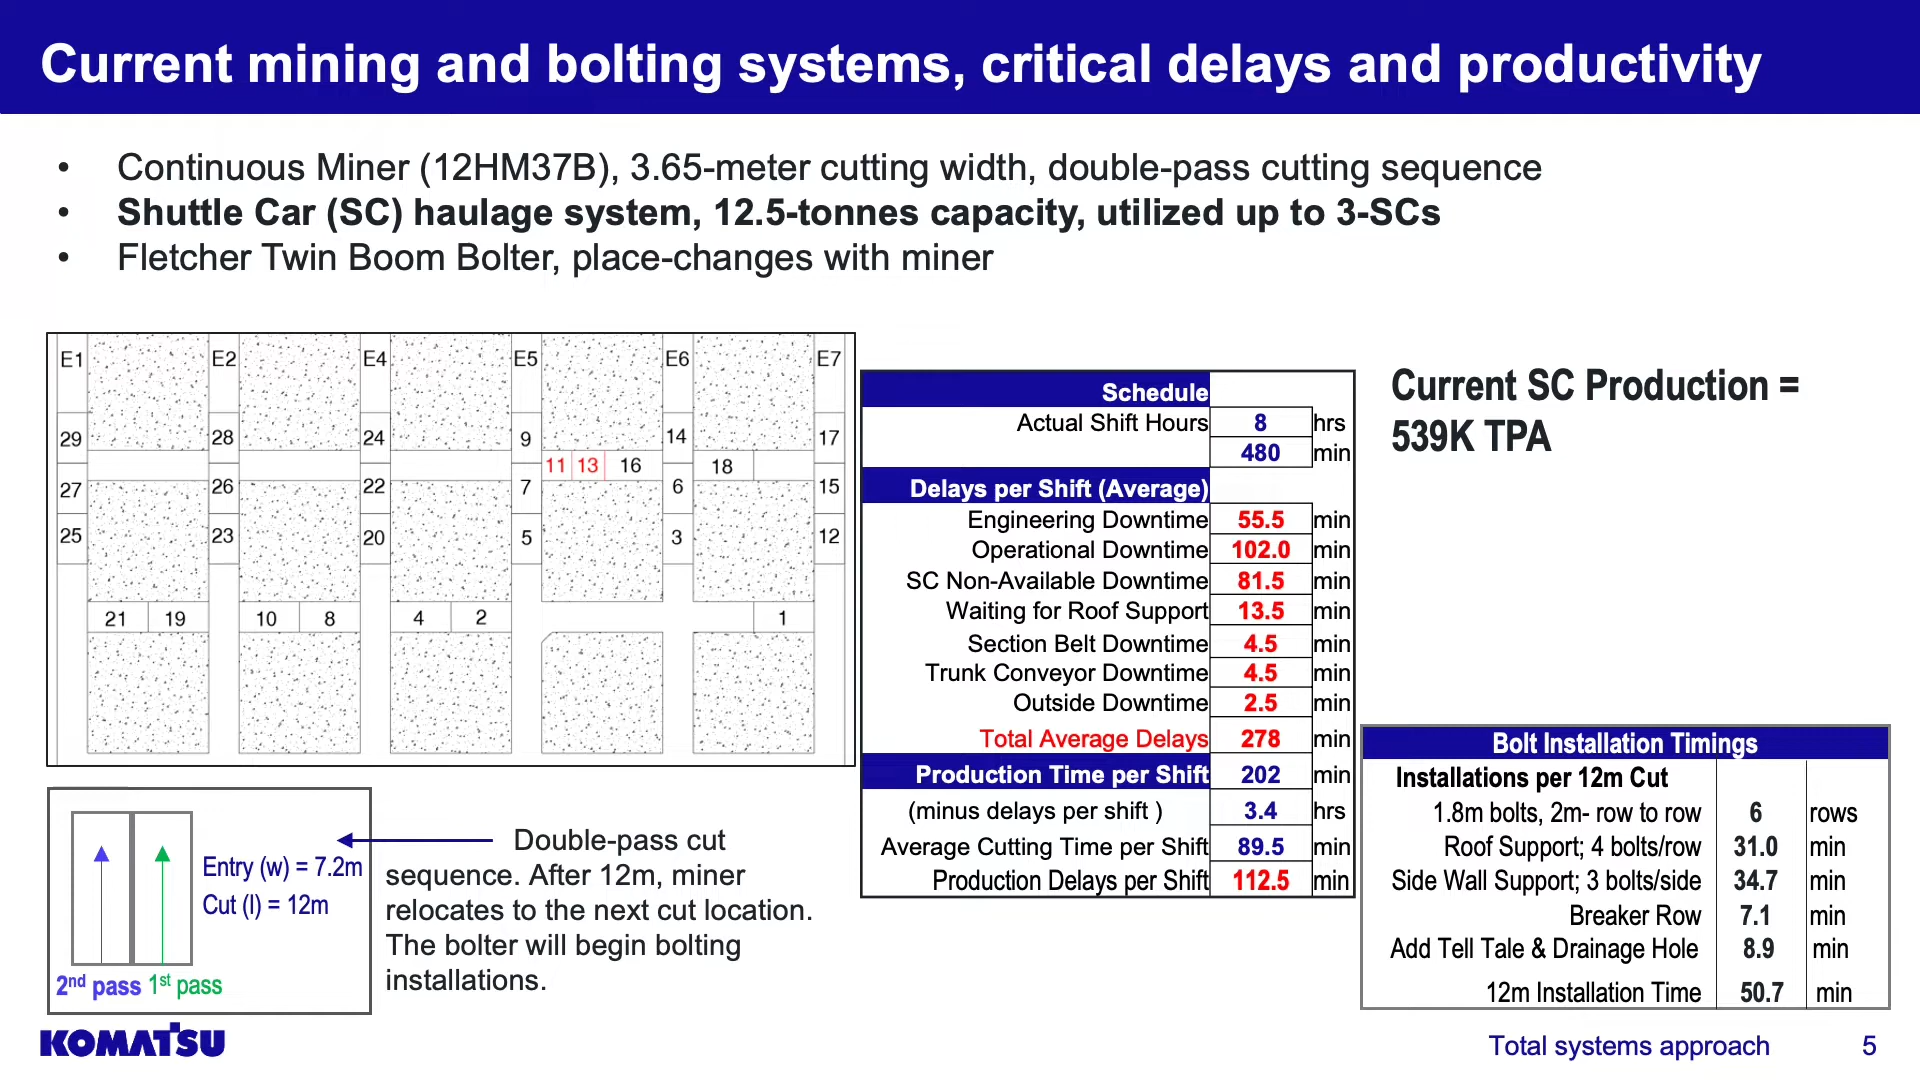 Current mining and bolting systems, critical delays and productivity
• Continuous Miner (12HM37B), 3.65-meter cutting width, double-pass cutting sequence
• Shuttle Car (SC) haulage system, 12.5-tonnes capacity, utilized up to 3-SCs
• Fletcher Twin Boom Bolter, place-changes with miner
E1 E2 E4 E5 E6 E7
29 28 24 9 14 17
11 13 16 18
27 26 22 7 6 15
25 23 20 5 3 12
21 19 10 8 4 2 1
Entry (w) = 7.2m
Cut (l) = 12m
2nd pass 1st pass
Double-pass cut
sequence. After 12m, miner
relocates to the next cut location.
The bolter will begin bolting
installations.
Schedule
Actual Shift Hours 8 hrs
480 min
Delays per Shift (Average)
Engineering Downtime 55.5 min
Operational Downtime 102.0 min
SC Non-Available Downtime 81.5 min
Waiting for Roof Support 13.5 min
Section Belt Downtime 4.5 min
Trunk Conveyor Downtime 4.5 min
Outside Downtime 2.5 min
Total Average Delays 278 min
Production Time per Shift 202 min
(minus delays per shift ) 3.4 hrs
Average Cutting Time per Shift 89.5 min
Production Delays per Shift 112.5 min
Current SC Production =
539K TPA
Bolt Installation Timings
Installations per 12m Cut
1.8m bolts, 2m- row to row 6 rows
Roof Support; 4 bolts/row 31.0 min
Side Wall Support; 3 bolts/side 34.7 min
Breaker Row 7.1 min
Add Tell Tale & Drainage Hole 8.9 min
12m Installation Time 50.7 min
KOMATSU
Total systems approach 5